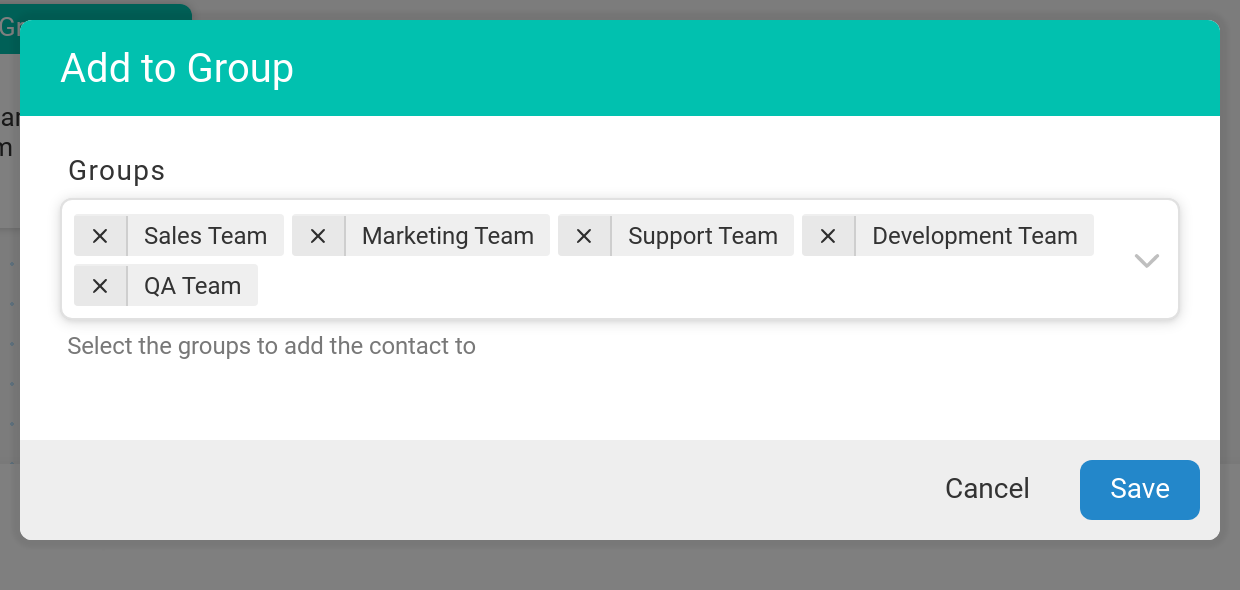 Gr
Add to Group
ar
m
Groups
Sales Team Marketing Team Support Team Development Team
QA Team
Select the groups to add the contact to
Cancel Save